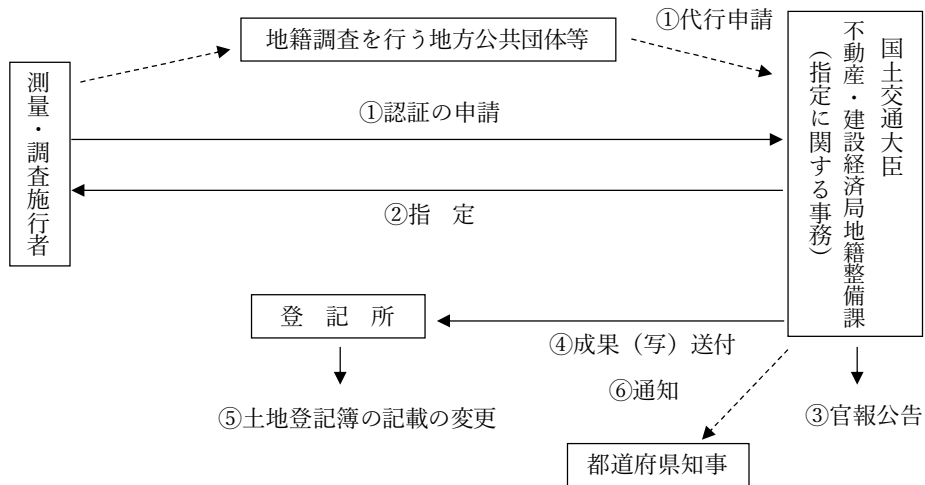 ①代行申請
地籍調査を行う地方公共団体等
測量・調査施行者
①認証の申請
②指　定
国土交通大臣
不動産・建設経済局地籍整備課
（指定に関する事務）
登　記　所
④成果（写）送付
⑥通知
⑤土地登記簿の記載の変更
③官報公告
都道府県知事